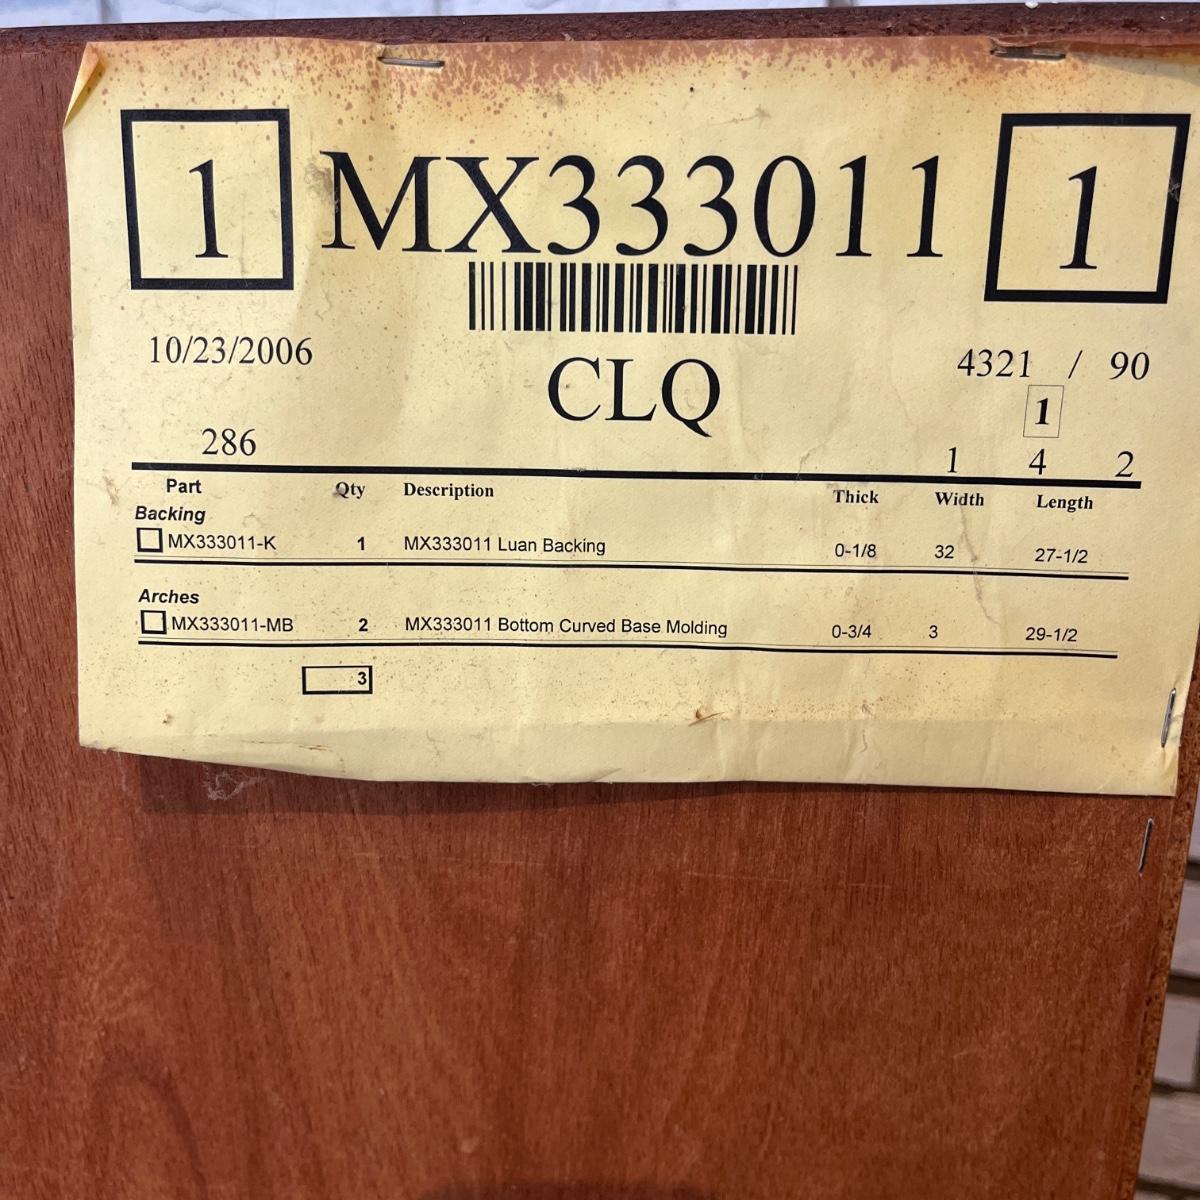 1 MX333011 1
10/23/2006 CLQ 4321 / 90
1
286 1 4 2
Part Qty Description Thick Width Length
Backing
MX333011-K 1 MX333011 Luan Backing 0-1/8 32 27-1/2
Arches
MX333011-MB 2 MX333011 Bottom Curved Base Molding 0-3/4 3 29-1/2
3